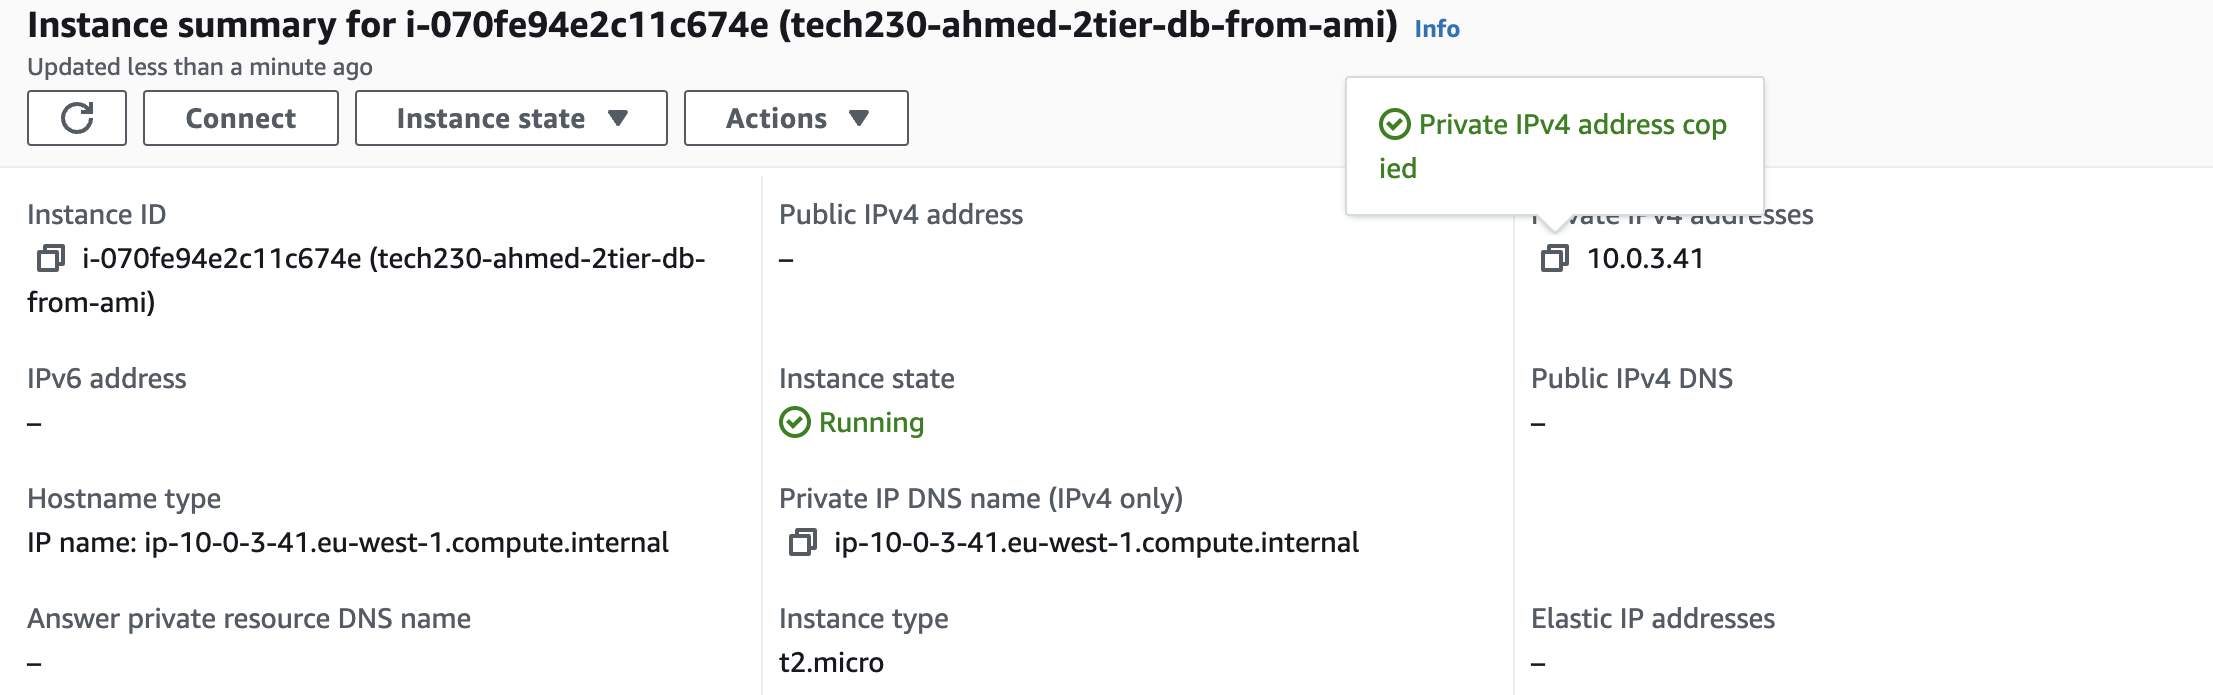 Instance summary for i-070fe94e2c11c674e (tech230-ahmed-2tier-db-from-ami) Info
Updated less than a minute ago
Connect
Instance state
Actions
Private IPv4 address cop
ied
Instance ID
i-070fe94e2c11c674e (tech230-ahmed-2tier-db-
from-ami)
Public IPv4 address
–
Private IPv4 addresses
10.0.3.41
IPv6 address
–
Instance state
Running
Public IPv4 DNS
–
Hostname type
IP name: ip-10-0-3-41.eu-west-1.compute.internal
Private IP DNS name (IPv4 only)
ip-10-0-3-41.eu-west-1.compute.internal
Answer private resource DNS name
–
Instance type
t2.micro
Elastic IP addresses
–